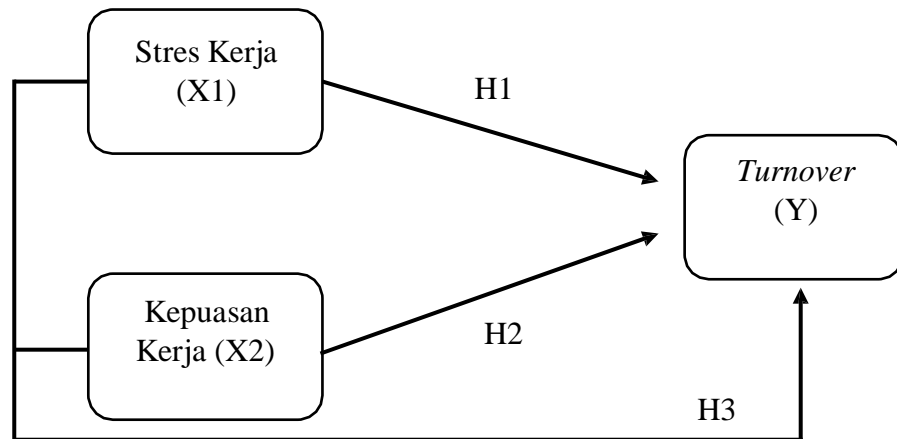 Stres Kerja
(X1)
H1
Turnover
(Y)
Kepuasan
Kerja (X2)
H2
H3